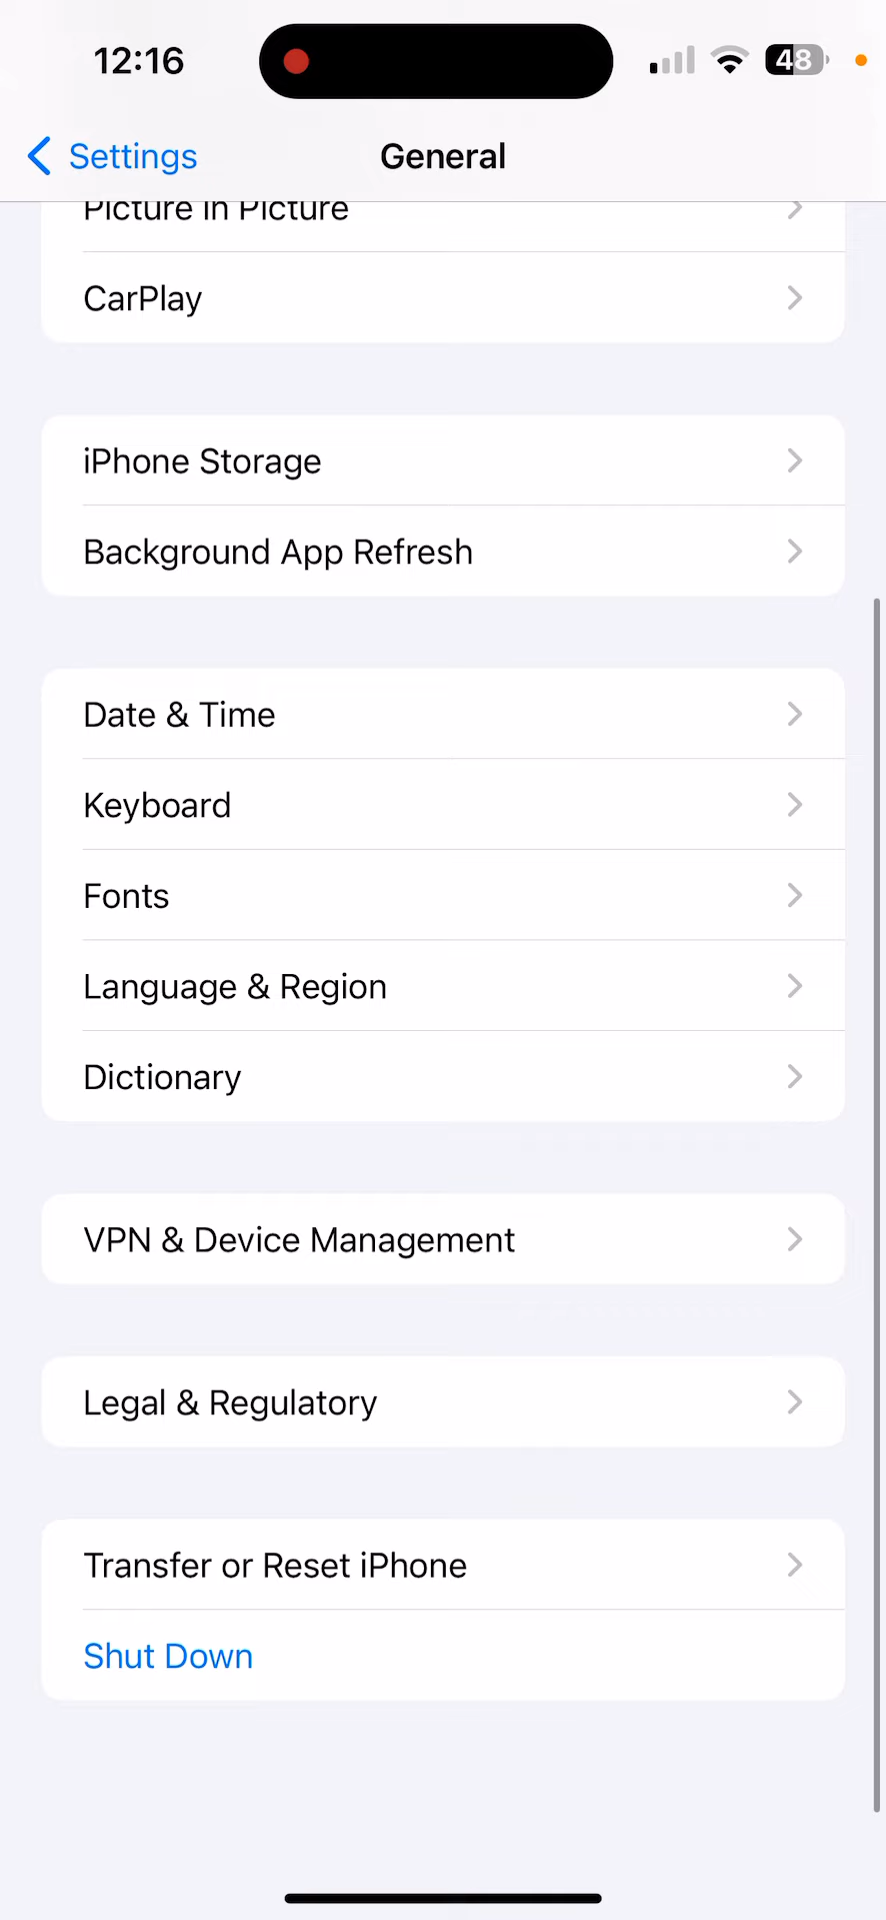 12:16
48
Settings
General
Picture in Picture
CarPlay
iPhone Storage
Background App Refresh
Date & Time
Keyboard
Fonts
Language & Region
Dictionary
VPN & Device Management
Legal & Regulatory
Transfer or Reset iPhone
Shut Down